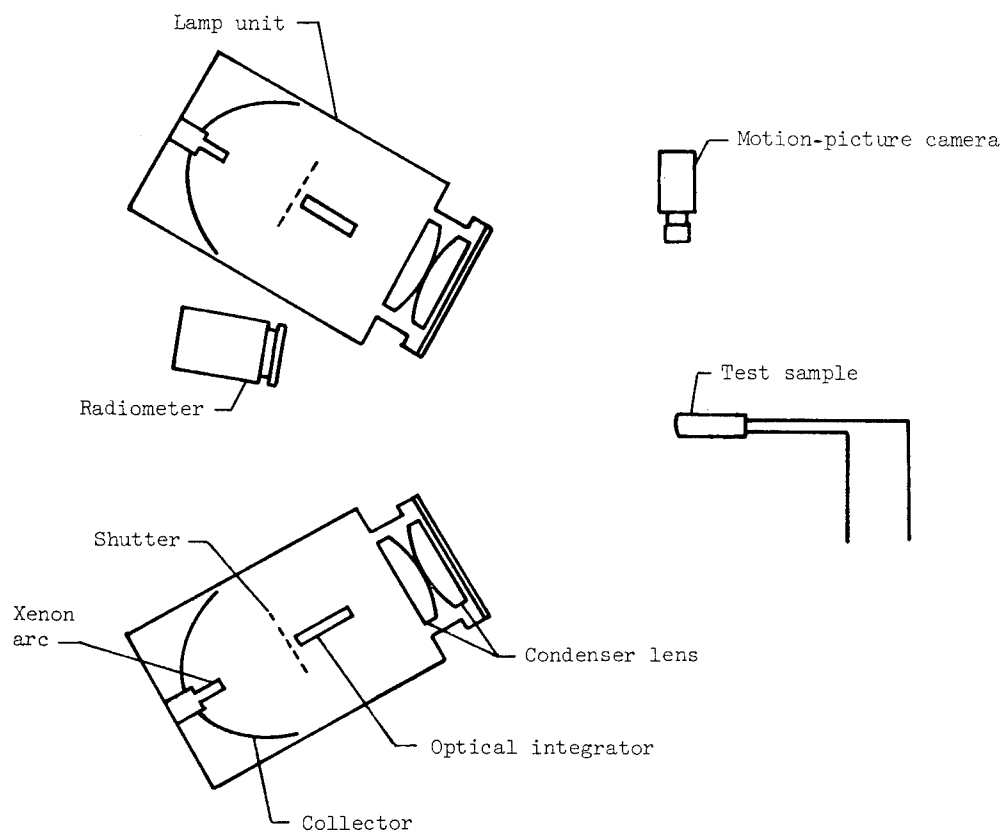 Lamp unit
Motion-picture camera
Test sample
Radiometer
Shutter
Xenon
arc
Condenser lens
Optical integrator
Collector